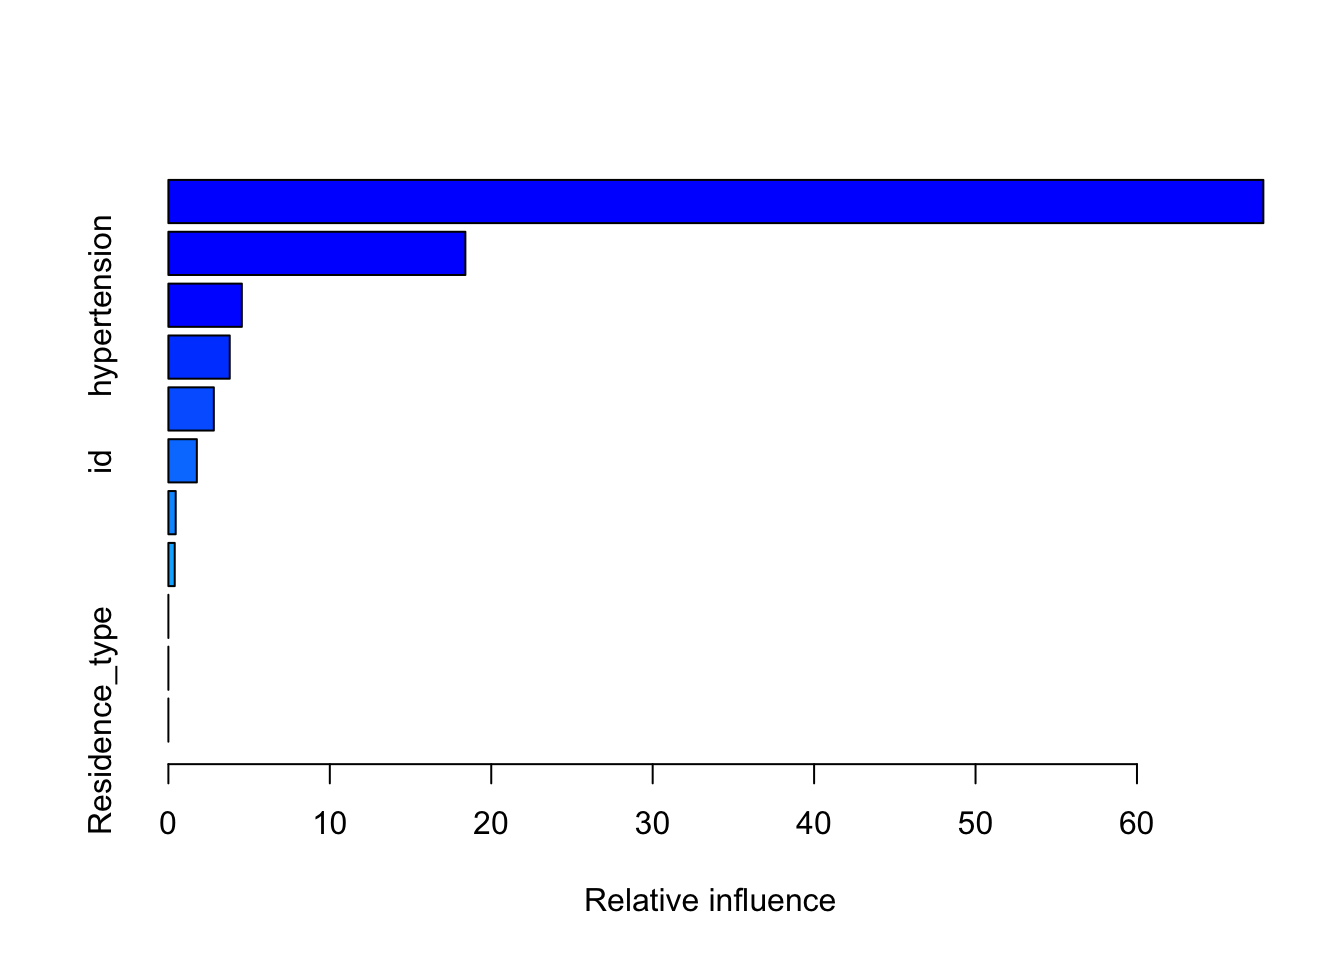 hypertension
id
Residence_type
0 10 20 30 40 50 60
Relative influence